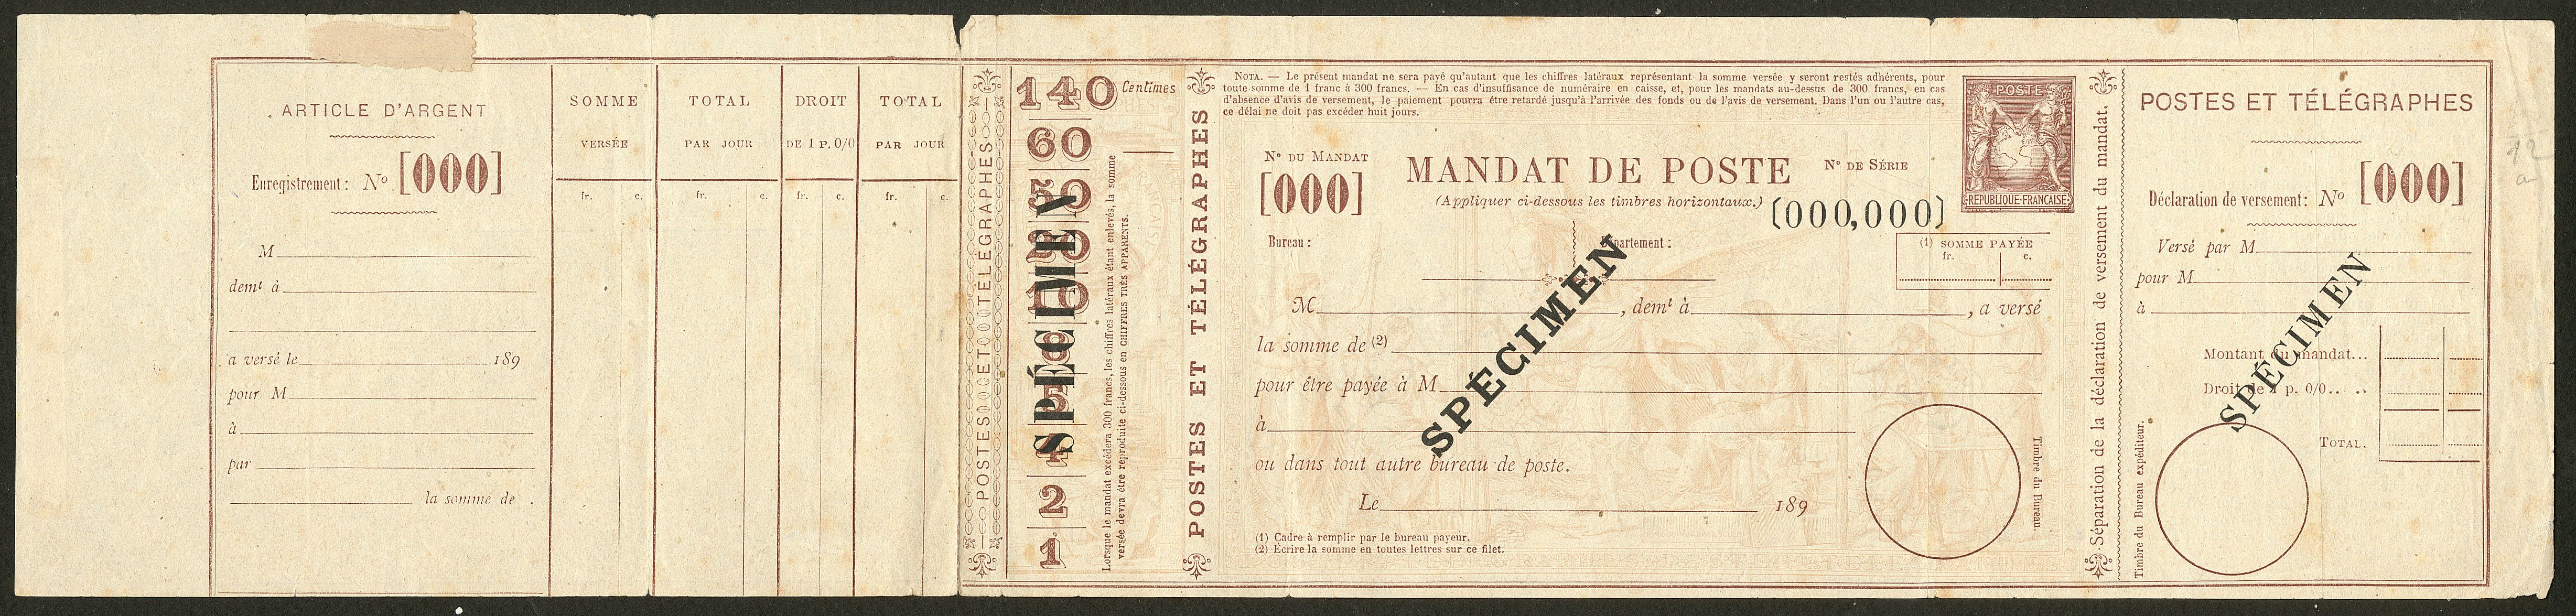 ARTICLE D'ARGENT
Enregistrement : Nº [000]
M
demt à
a versé le 189
pour M
à
par
la somme de
SOMME
VERSÉE
fr. c.
TOTAL
PAR JOUR
fr. c.
DROIT
DE 1 P. 0/0
fr. c.
TOTAL
PAR JOUR
fr. c.
POSTES ET TÉLÉGRAPHES
140 Centimes
60
50
20
10
5
4
2
1
SPÉCIMEN
Lorsque le mandat excédera 300 francs, les chiffres latéraux étant enlevés, la somme
versée devra être reproduite ci-dessous en CHIFFRES TRÈS APPARENTS.
POSTES ET TÉLÉGRAPHES
NOTA. — Le présent mandat ne sera payé qu'autant que les chiffres latéraux représentant la somme versée y seront restés adhérents, pour
toute somme de 1 franc à 300 francs. — En cas d'insuffisance de numéraire en caisse, et, pour les mandats au-dessus de 300 francs, en cas
d'absence d'avis de versement, le paiement pourra être retardé jusqu'à l'arrivée des fonds ou de l'avis de versement. Dans l'un ou l'autre cas,
ce délai ne doit pas excéder huit jours.
Nº DU MANDAT
[000]
MANDAT DE POSTE
(Appliquer ci-dessous les timbres horizontaux.)
Nº DE SÉRIE
[000,000]
POSTE
REPUBLIQUE-FRANCAISE
Bureau :
Département :
(1) SOMME PAYÉE
fr. c.
M , demt à , a versé
la somme de (2)
pour être payée à M
à
ou dans tout autre bureau de poste.
Le 189
SPÉCIMEN
Timbre du Bureau.
(1) Cadre à remplir par le bureau payeur.
(2) Écrire la somme en toutes lettres sur ce filet.
Séparation de la déclaration de versement du mandat.
POSTES ET TÉLÉGRAPHES
Déclaration de versement : Nº [000]
Versé par M
pour M
à
Montant du mandat...
Droit de 1 p. 0/0....
TOTAL.
SPÉCIMEN
Timbre du Bureau expéditeur.